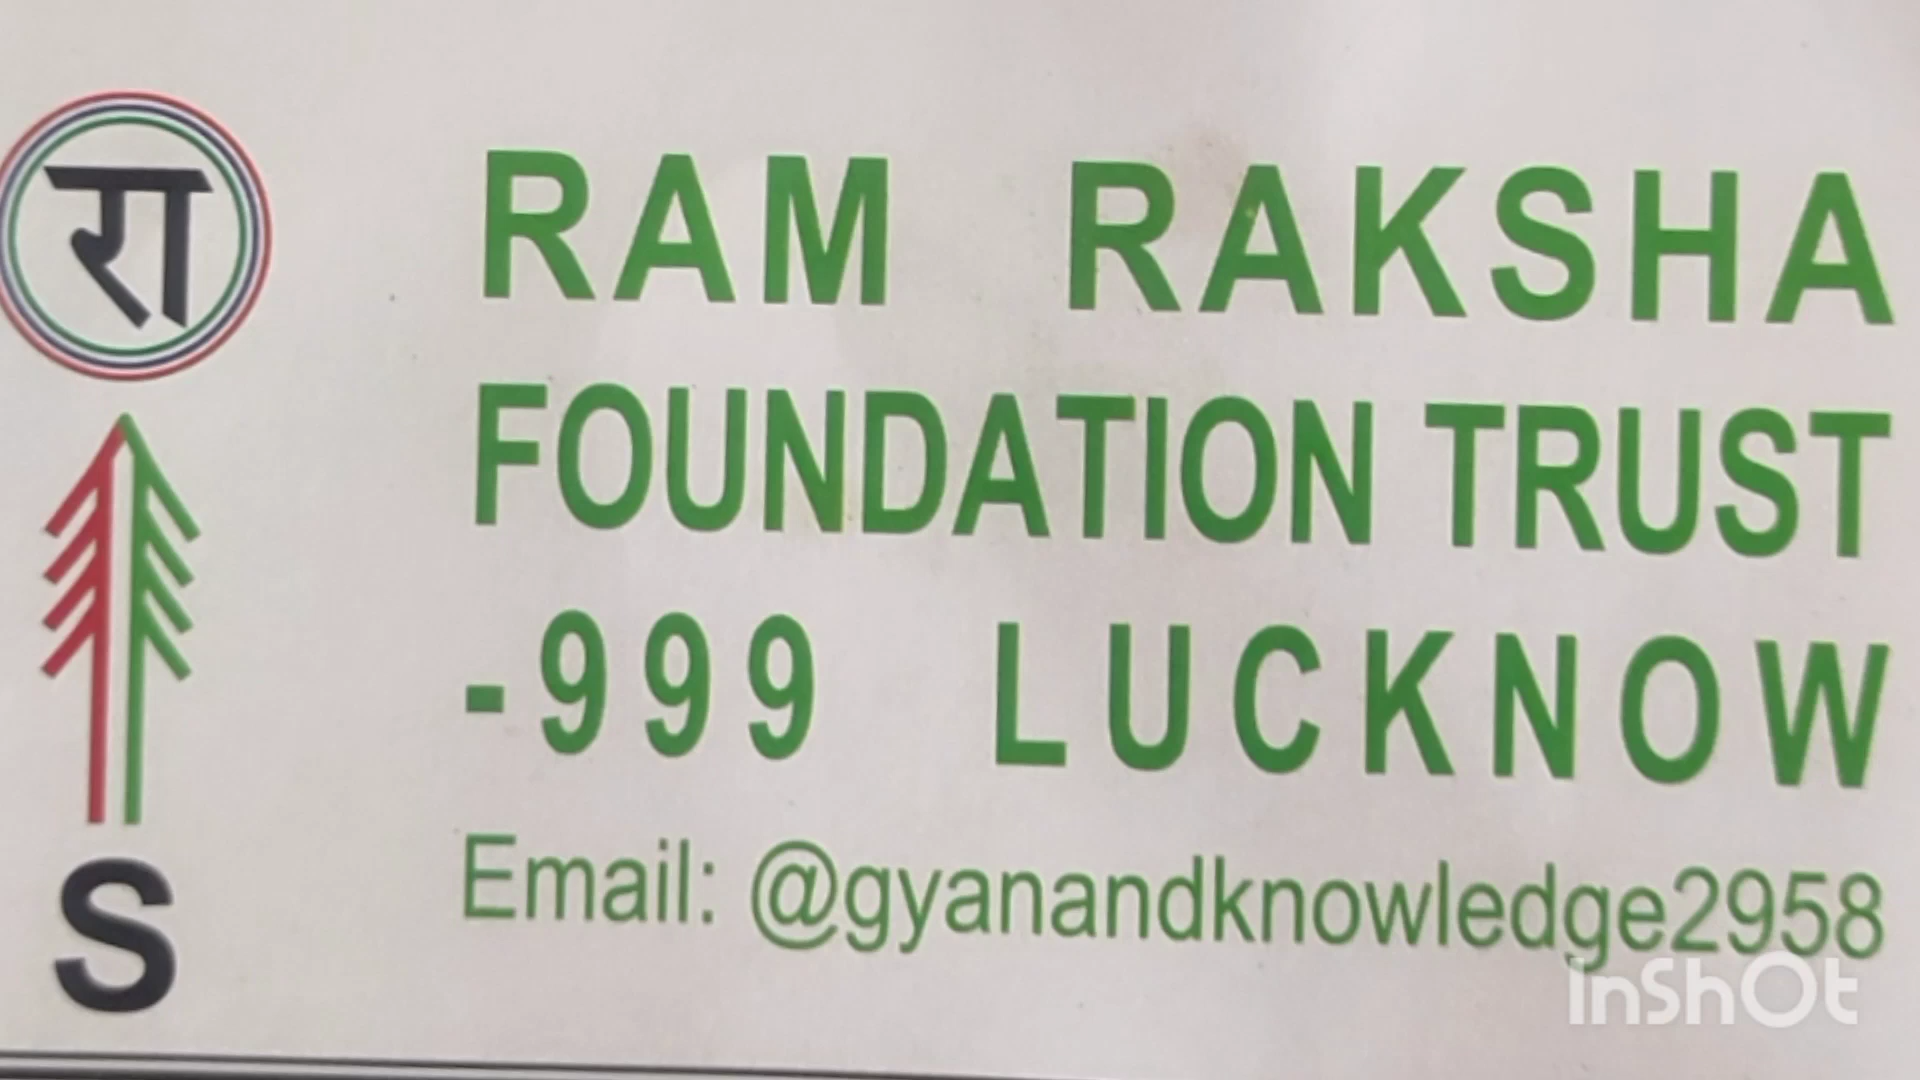 रा
RAM RAKSHA
FOUNDATION TRUST
-999 LUCKNOW
Email: @gyanandknowledge2958
S
InShOt